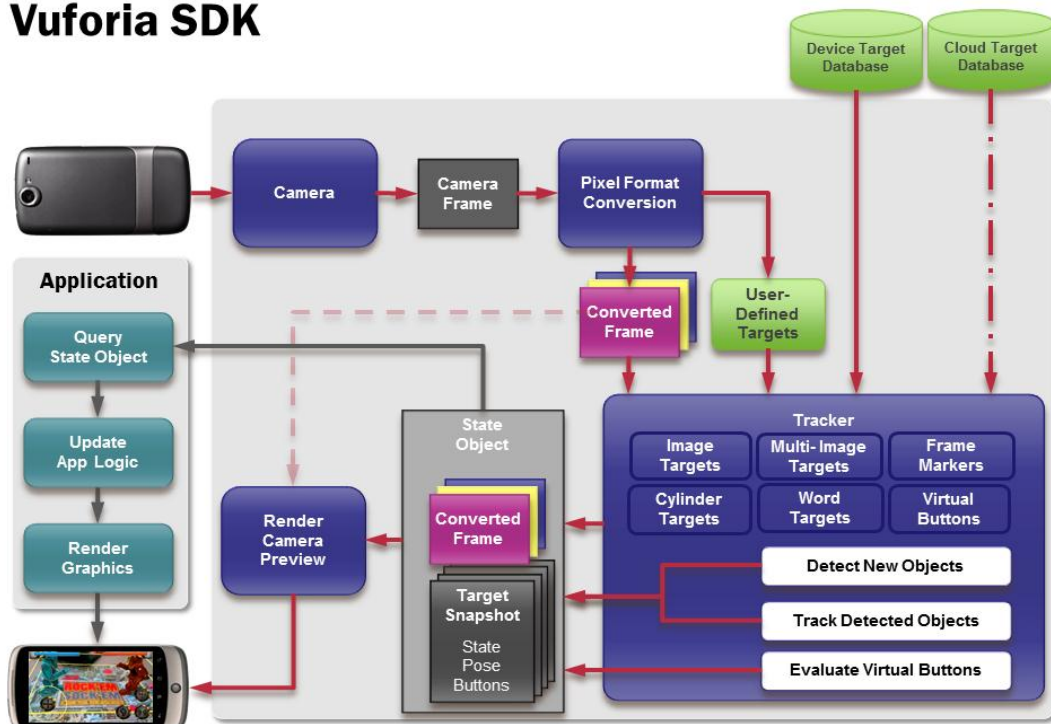 Vuforia SDK
Device Target
Database
Cloud Target
Database
Camera
Camera
Frame
Pixel Format
Conversion
Application
Query
State Object
Update
App Logic
Render
Graphics
Converted
Frame
User-
Defined
Targets
State
Object
Converted
Frame
Target
Snapshot
State
Pose
Buttons
Render
Camera
Preview
Tracker
Image
Targets
Multi- Image
Targets
Frame
Markers
Cylinder
Targets
Word
Targets
Virtual
Buttons
Detect New Objects
Track Detected Objects
Evaluate Virtual Buttons
ROCK'EM